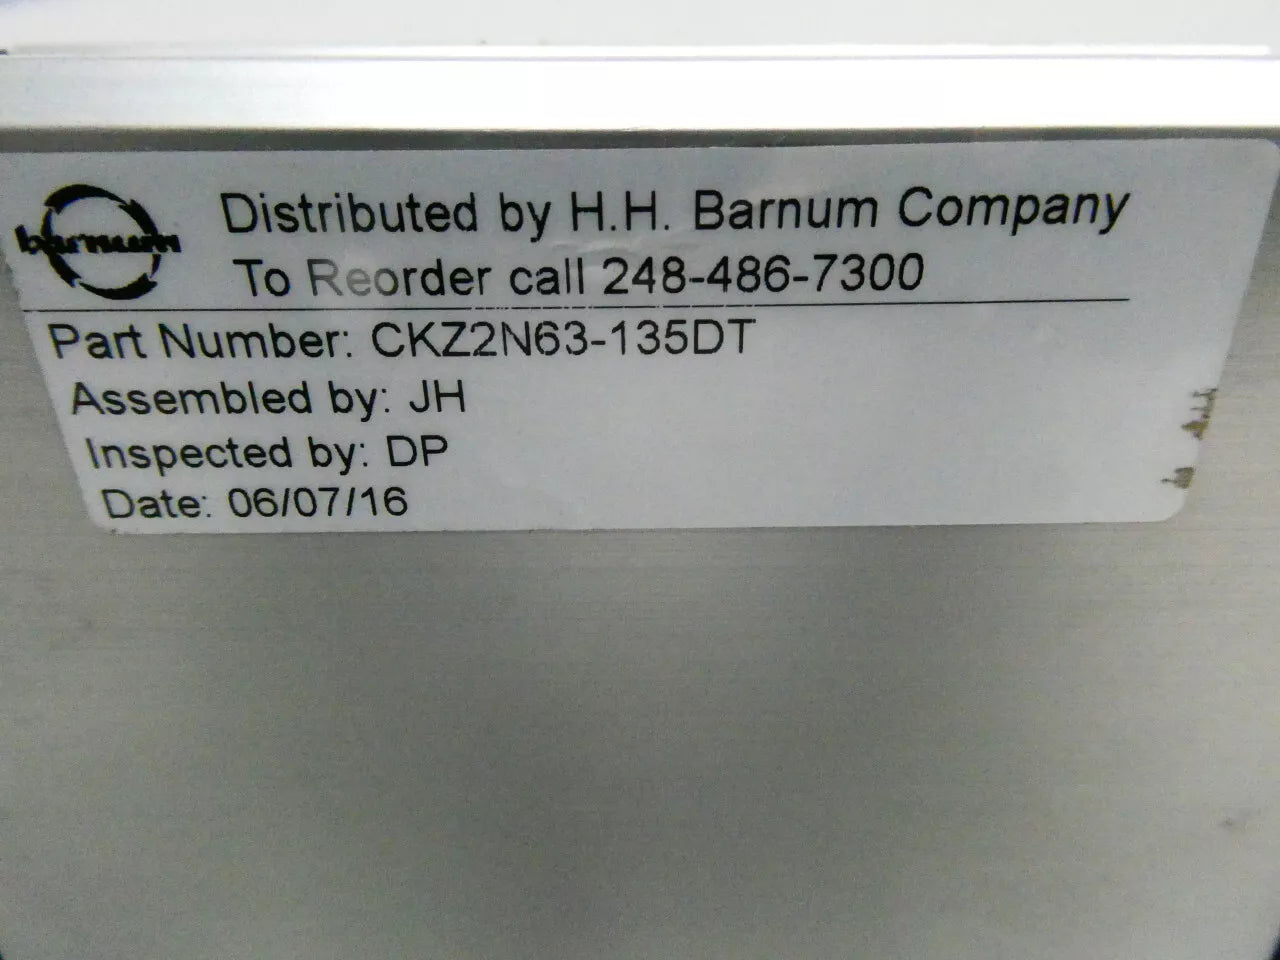 barnum
Distributed by H.H. Barnum Company
To Reorder call 248-486-7300
Part Number: CKZ2N63-135DT
Assembled by: JH
Inspected by: DP
Date: 06/07/16